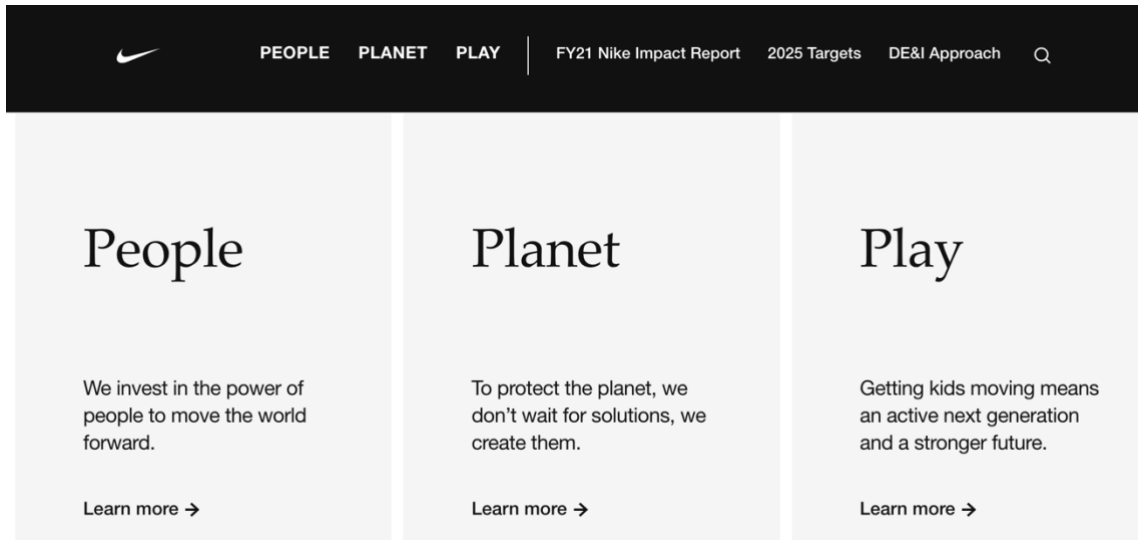 PEOPLE PLANET PLAY FY21 Nike Impact Report 2025 Targets DE&I Approach
People
We invest in the power of
people to move the world
forward.
Learn more →
Planet
To protect the planet, we
don’t wait for solutions, we
create them.
Learn more →
Play
Getting kids moving means
an active next generation
and a stronger future.
Learn more →